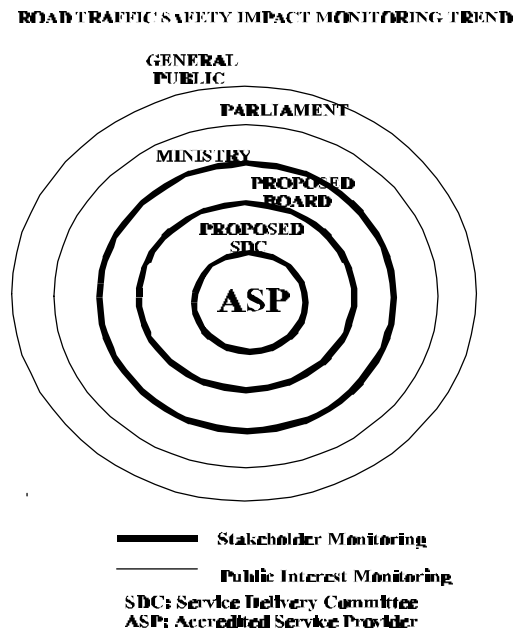 ROAD TRAFFIC SAFETY IMPACT MONITORING TREND
GENERAL
PUBLIC
PARLIAMENT
MINISTRY
PROPOSED
BOARD
PROPOSED
SDC
ASP
Stakeholder Monitoring
Public Interest Monitoring
SDC: Service Delivery Committee
ASP: Accredited Service Provider